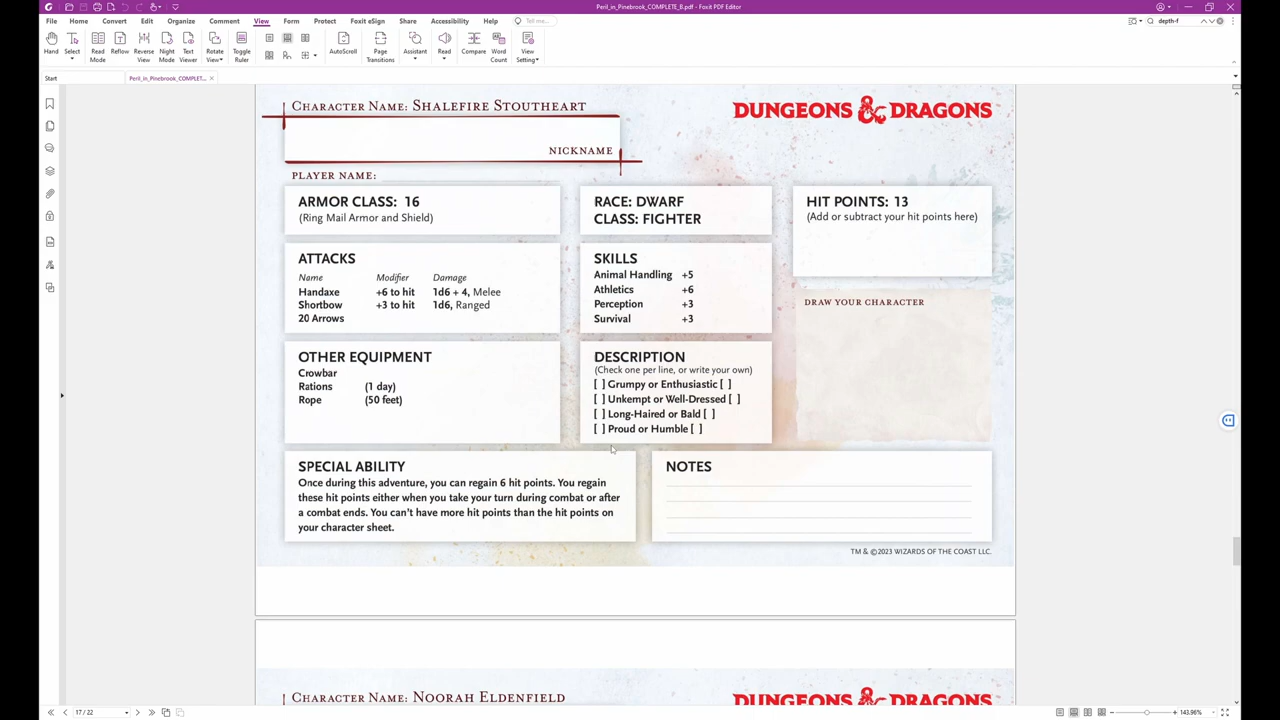 Peril_in_Pinebrook_COMPLETE_B.pdf - Foxit PDF Editor
File Home Convert Edit Organize Comment View Form Protect Foxit eSign Share Accessibility Help Tell me... depth-f
Hand Select Read Mode Reflow Reverse View Night Mode Text Viewer Rotate View Toggle Ruler AutoScroll Page Transitions Assistant Read Compare Word Count View Setting
Start Peril_in_Pinebrook_COMPLET...
CHARACTER NAME: SHALEFIRE STOUTHEART
DUNGEONS & DRAGONS
NICKNAME
PLAYER NAME:
ARMOR CLASS: 16
(Ring Mail Armor and Shield)
RACE: DWARF
CLASS: FIGHTER
HIT POINTS: 13
(Add or subtract your hit points here)
ATTACKS
Name Modifier Damage
Handaxe +6 to hit 1d6 + 4, Melee
Shortbow +3 to hit 1d6, Ranged
20 Arrows
SKILLS
Animal Handling +5
Athletics +6
Perception +3
Survival +3
DRAW YOUR CHARACTER
OTHER EQUIPMENT
Crowbar
Rations (1 day)
Rope (50 feet)
DESCRIPTION
(Check one per line, or write your own)
[ ] Grumpy or Enthusiastic [ ]
[ ] Unkempt or Well-Dressed [ ]
[ ] Long-Haired or Bald [ ]
[ ] Proud or Humble [ ]
SPECIAL ABILITY
Once during this adventure, you can regain 6 hit points. You regain
these hit points either when you take your turn during combat or after
a combat ends. You can't have more hit points than the hit points on
your character sheet.
NOTES
TM & ©2023 WIZARDS OF THE COAST LLC.
CHARACTER NAME: NOORAH ELDENFIELD
DUNGEONS & DRAGONS
17 / 22
143.96%